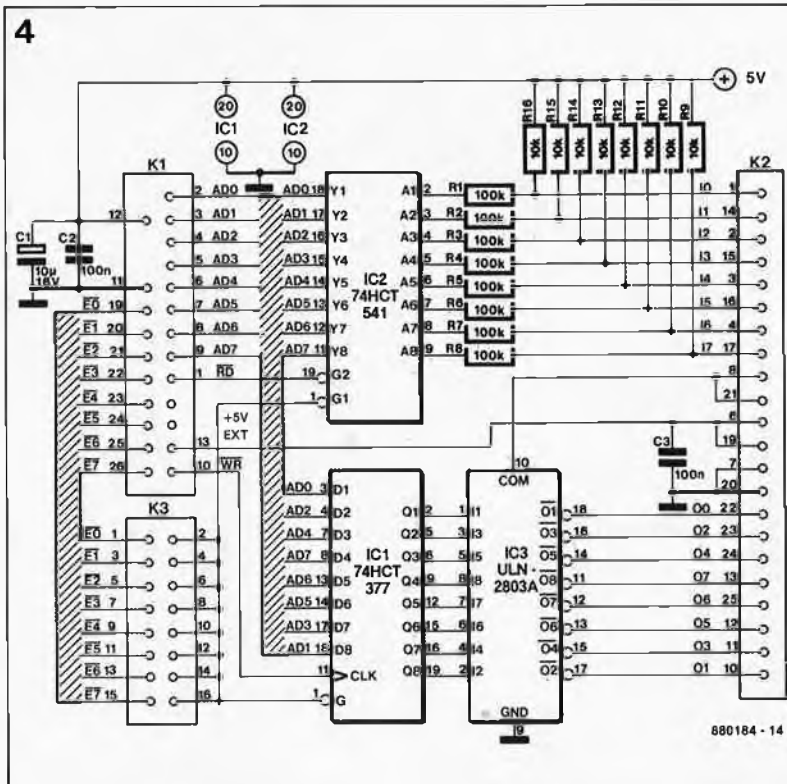 4
+ 5V
20 20
IC1 IC2
10 10
R16 R15 R14 R13 R12 R11 R10 R9
10k 10k 10k 10k 10k 10k 10k 10k
K1
K2
12
C1 10µ 16V
C2 100n
11
2 AD0 AD0 18 Y1 A1 2 R1 100k I0 1
3 AD1 AD1 17 Y2 A2 3 R2 100k I1 14
4 AD2 AD2 16 Y3 A3 4 R3 100k I2 2
5 AD3 AD3 15 Y4 A4 5 R4 100k I3 15
6 AD4 AD4 14 Y5 A5 6 R5 100k I4 3
E0 19 7 AD5 AD5 13 Y6 A6 7 R6 100k I5 16
E1 20 8 AD6 AD6 12 Y7 A7 8 R7 100k I6 4
E2 21 9 AD7 AD7 11 Y8 A8 9 R8 100k I7 17
IC2
74HCT
541
E3 22 1 RD 19 G2 8
E4 23 1 G1 21
E5 24 +5V
EXT
6
E6 25 13 19
E7 26 10 WR 7
C3 100n
20
K3
10
COM
E0 1 2
E1 3 4
E2 5 6
E3 7 8
E4 9 10
E5 11 12
E6 13 14
E7 15 16
AD0 3 D1 Q1 2 1 I1 O1 18 O0 22
AD2 4 D2 Q2 5 3 I3 O3 16 O2 23
AD4 7 D3 Q3 6 5 I5 O5 14 O4 24
AD7 8 D4 Q4 9 8 I8 O8 11 O7 13
AD6 13 D5 Q5 12 7 I7 O7 12 O6 25
AD5 14 D6 Q6 15 6 I6 O6 13 O5 12
AD3 17 D7 Q7 16 4 I4 O4 15 O3 11
AD1 18 D8 Q8 19 2 I2 O2 17 O1 10
IC1
74HCT
377
IC3
ULN -
2803A
11 CLK
1 G
GND
9
880184 - 14